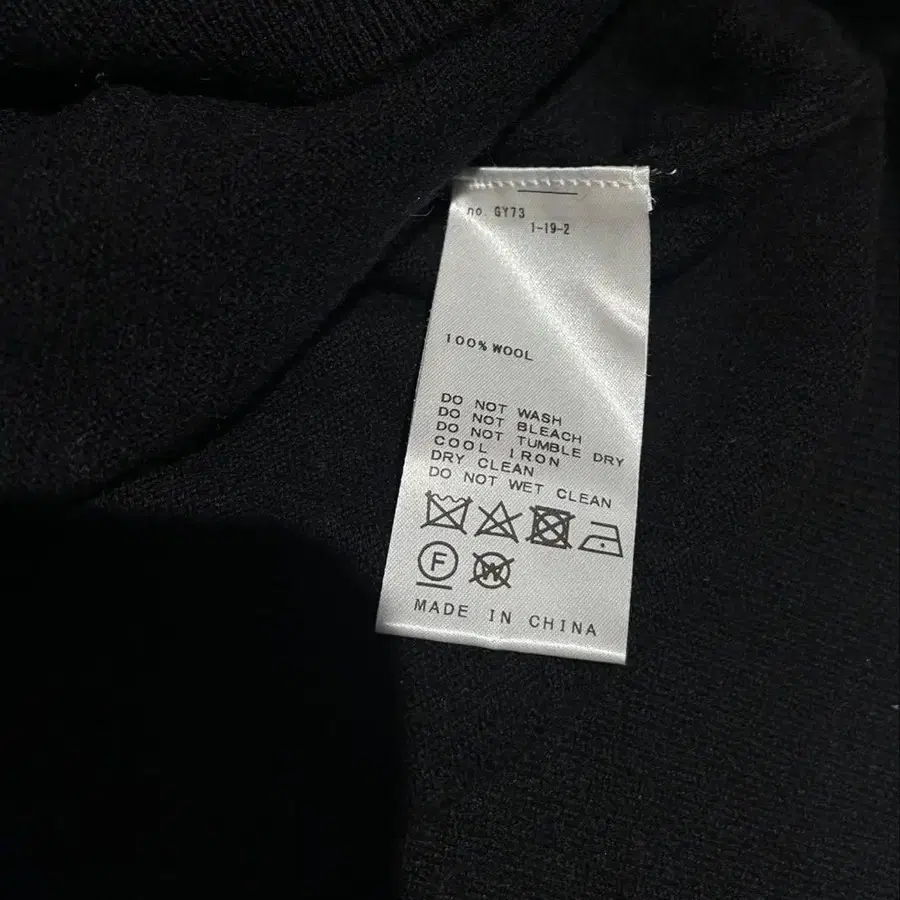 no. GY73
1-19-2
100% WOOL
DO NOT WASH
DO NOT BLEACH
DO NOT TUMBLE DRY
COOL IRON
DRY CLEAN
DO NOT WET CLEAN
F W
MADE IN CHINA